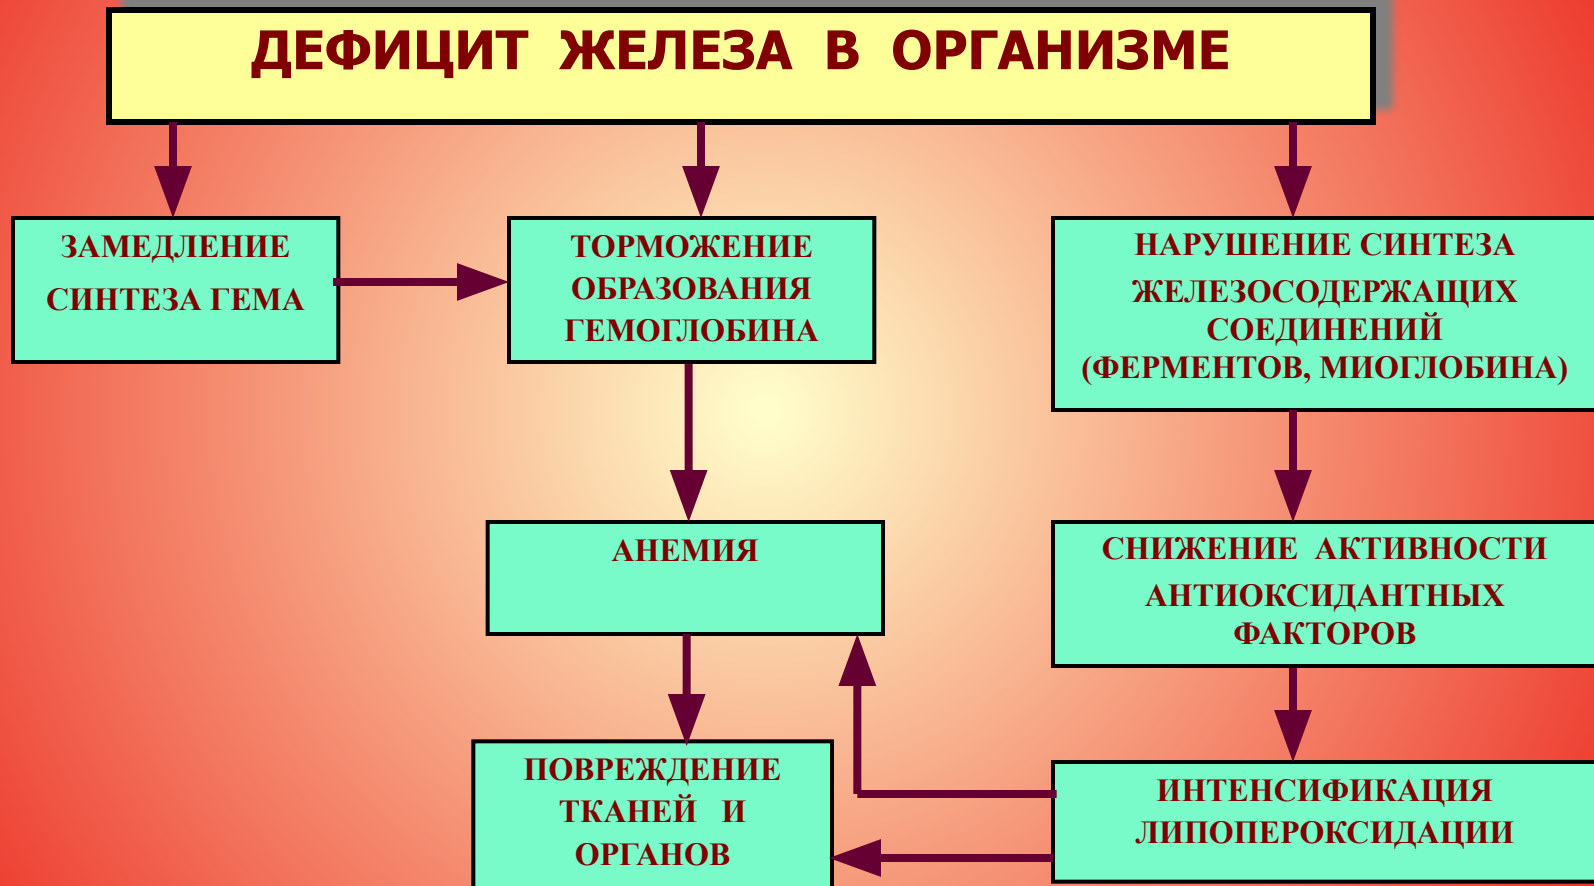 ДЕФИЦИТ ЖЕЛЕЗА В ОРГАНИЗМЕ
ЗАМЕДЛЕНИЕ
СИНТЕЗА ГЕМА
ТОРМОЖЕНИЕ
ОБРАЗОВАНИЯ
ГЕМОГЛОБИНА
НАРУШЕНИЕ СИНТЕЗА
ЖЕЛЕЗОСОДЕРЖАЩИХ
СОЕДИНЕНИЙ
(ФЕРМЕНТОВ, МИОГЛОБИНА)
АНЕМИЯ
СНИЖЕНИЕ АКТИВНОСТИ
АНТИОКСИДАНТНЫХ
ФАКТОРОВ
ПОВРЕЖДЕНИЕ
ТКАНЕЙ И
ОРГАНОВ
ИНТЕНСИФИКАЦИЯ
ЛИПОПЕРОКСИДАЦИИ